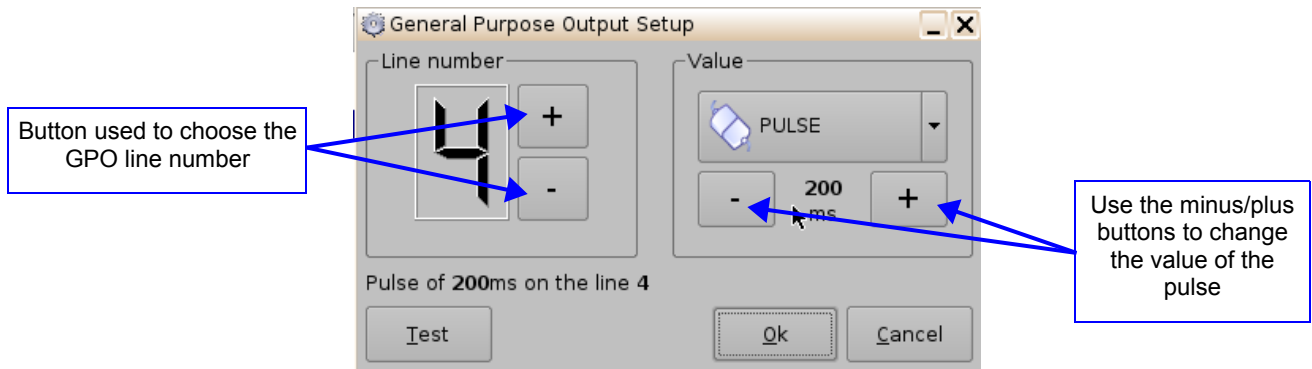 General Purpose Output Setup
Line number
4
+
-
Value
PULSE
-
200
ms
+
Pulse of 200ms on the line 4
Test
Ok
Cancel
Button used to choose the
GPO line number
Use the minus/plus
buttons to change
the value of the
pulse